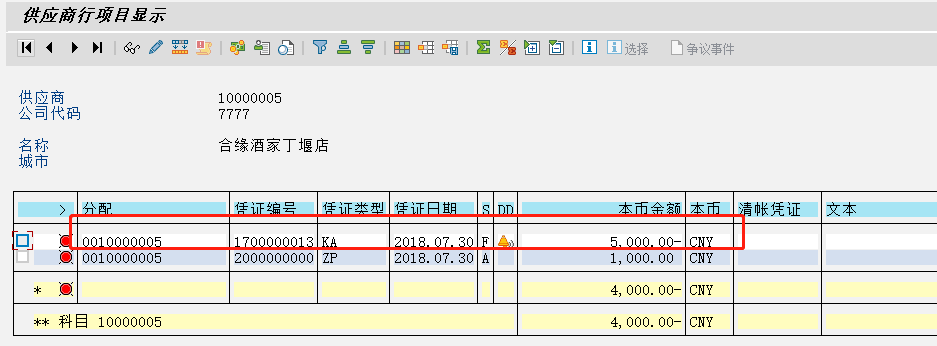 供应商行项目显示
选择 争议事件
供应商 10000005
公司代码 7777
名称 合缘酒家丁堰店
城市
分配 凭证编号 凭证类型 凭证日期 S DD 本币金额 本币 清帐凭证 文本
0010000005 1700000013 KA 2018.07.30 F 5,000.00- CNY
0010000005 2000000000 ZP 2018.07.30 A 1,000.00 CNY
* 4,000.00- CNY
** 科目 10000005 4,000.00- CNY